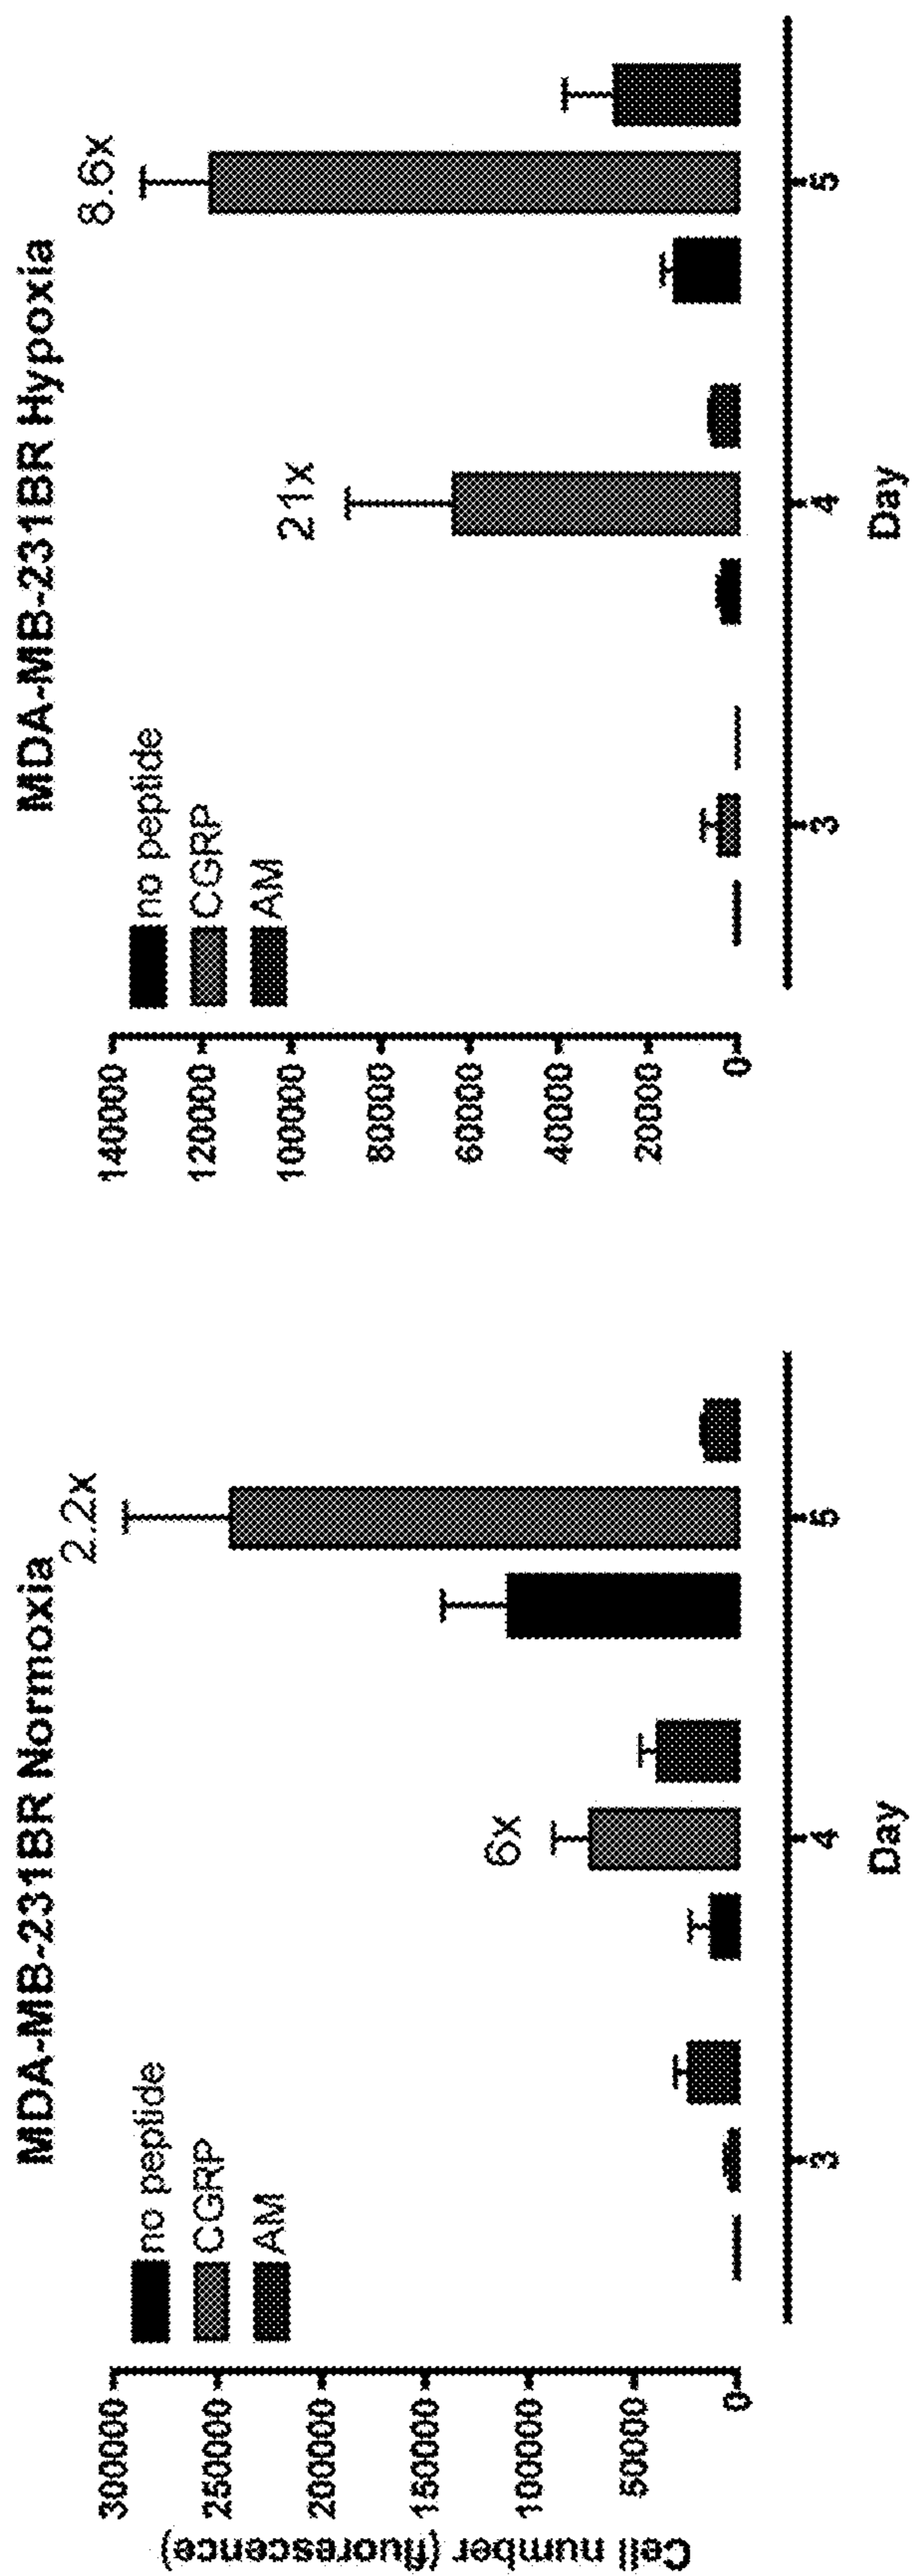 MDA-MB-231BR Normoxia
Cell number (fluorescence)
300000
250000
200000
150000
100000
50000
0
no peptide
CGRP
AM
6x
2.2x
3
4
5
Day
MDA-MB-231BR Hypoxia
140000
120000
100000
80000
60000
40000
20000
0
no peptide
CGRP
AM
21x
8.6x
3
4
5
Day